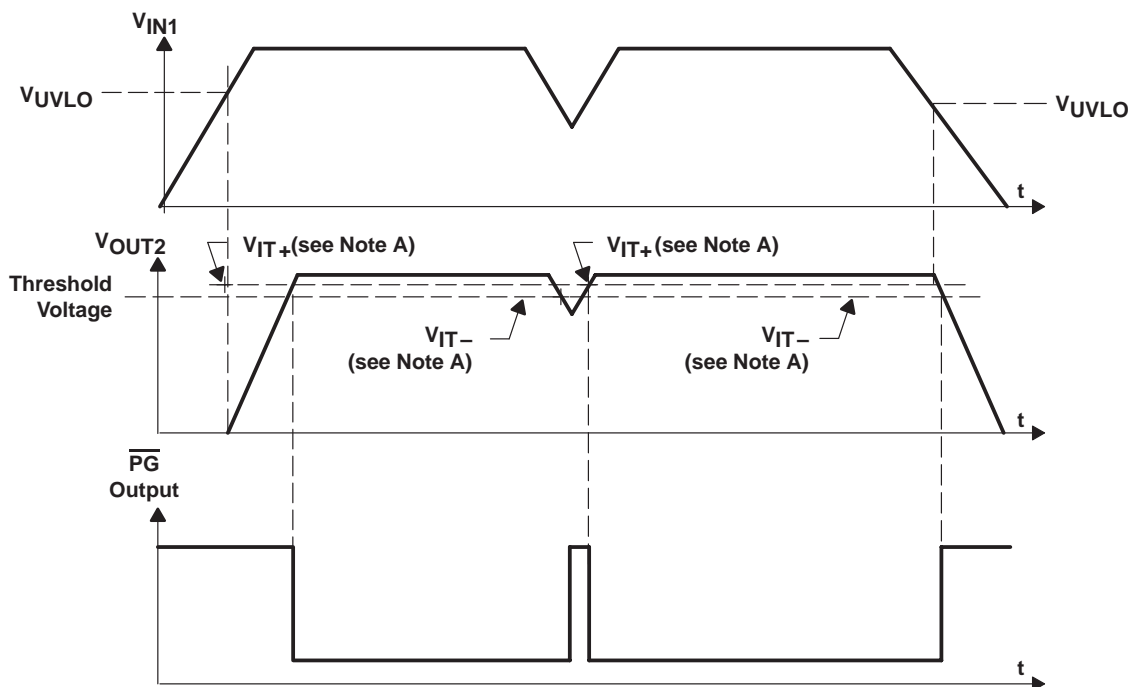 VIN1
VUVLO
VUVLO
t
VOUT2
VIT+ (see Note A)
VIT+ (see Note A)
Threshold
Voltage
VIT–
(see Note A)
VIT–
(see Note A)
t
PG
Output
t